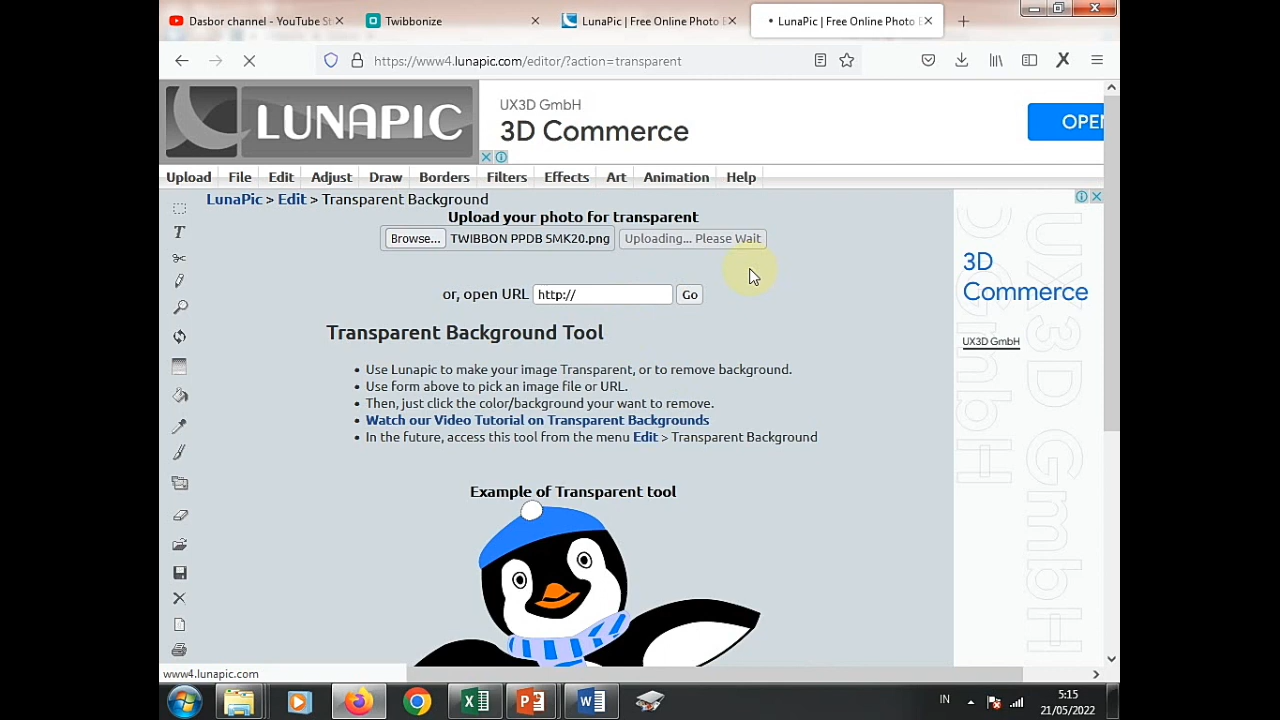 Dasbor channel - YouTube St
Twibbonize
LunaPic | Free Online Photo E
LunaPic | Free Online Photo E
https://www4.lunapic.com/editor/?action=transparent
LUNAPIC
UX3D GmbH
3D Commerce
OPE
Upload File Edit Adjust Draw Borders Filters Effects Art Animation Help
LunaPic > Edit > Transparent Background
Upload your photo for transparent
Browse... TWIBBON PPDB SMK20.png Uploading... Please Wait
or, open URL http:// Go
Transparent Background Tool
• Use Lunapic to make your image Transparent, or to remove background.
• Use form above to pick an image file or URL.
• Then, just click the color/background your want to remove.
• Watch our Video Tutorial on Transparent Backgrounds
• In the future, access this tool from the menu Edit > Transparent Background
Example of Transparent tool
3D
Commerce
UX3D GmbH
UX3D GmbH
www4.lunapic.com
IN
5:15
21/05/2022